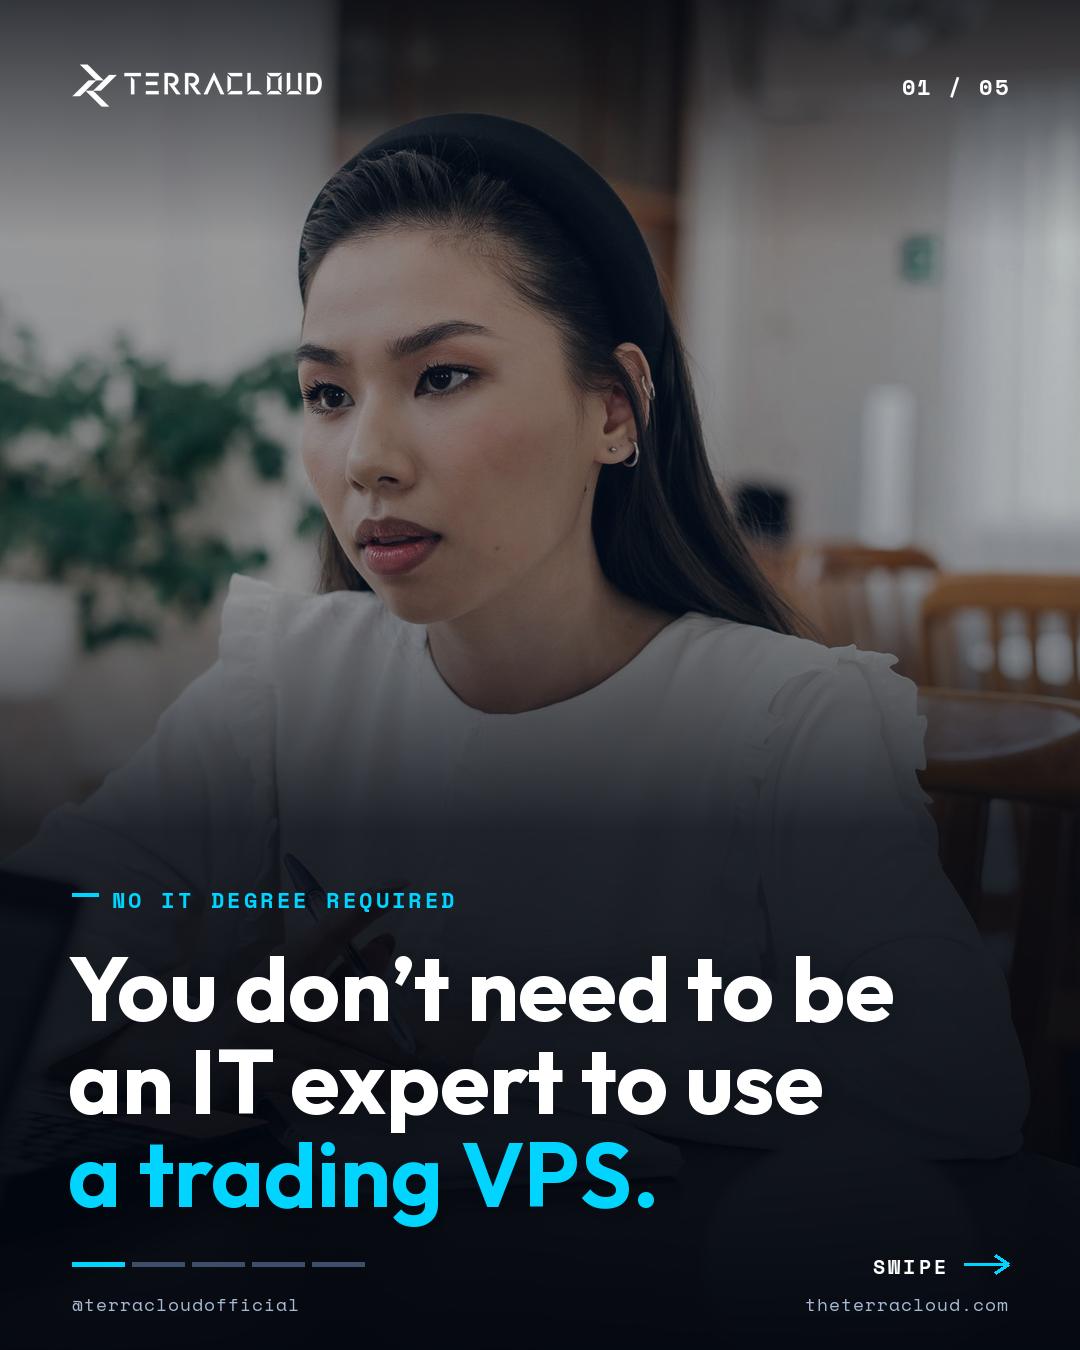 TERRACLOUD
01 / 05
NO IT DEGREE REQUIRED
You don’t need to be
an IT expert to use
a trading VPS.
SWIPE
@terracloudofficial
theterracloud.com